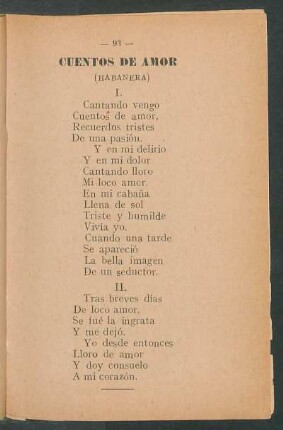 — 93 —
CUENTOS DE AMOR
(HABANERA)
I.
Cantando vengo
Cuentos de amor,
Recuerdos tristes
De una pasión.
Y en mi delirio
Y en mi dolor
Cantando lloro
Mi loco amor.
En mi cabaña
Llena de sol
Triste y humilde
Vivía yo.
Cuando una tarde
Se apareció
La bella imagen
De un seductor.
II.
Tras breves días
De loco amor.
Se fué la ingrata
Y me dejó.
Yo desde entonces
Lloro de amor
Y doy consuelo
A mi corazón.